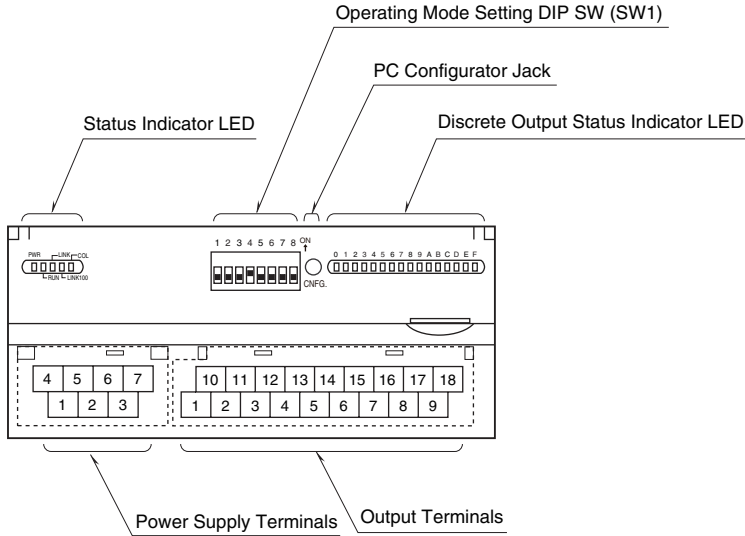 Operating Mode Setting DIP SW (SW1)
PC Configurator Jack
Status Indicator LED
Discrete Output Status Indicator LED
1 2 3 4 5 6 7 8 ON
PWR LINK COL
RUN LINK100
0 1 2 3 4 5 6 7 8 9 A B C D E F
CNFG.
4 5 6 7
1 2 3
10 11 12 13 14 15 16 17 18
1 2 3 4 5 6 7 8 9
Power Supply Terminals
Output Terminals